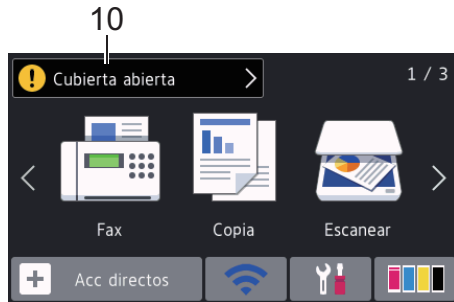 10
Cubierta abierta
1 / 3
Fax Copia Escanear
Acc directos